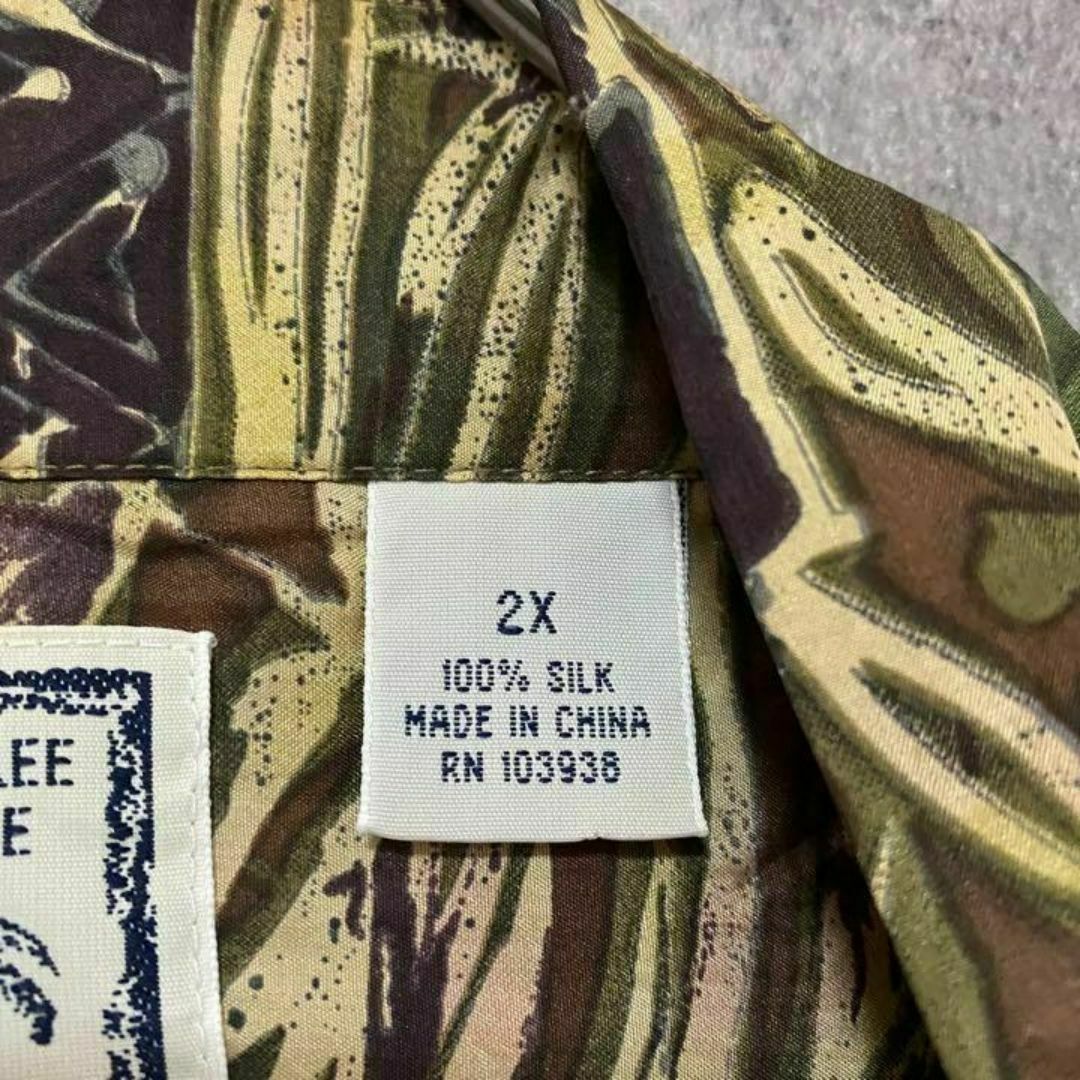 2X
100% SILK
MADE IN CHINA
RN 103938
LEE
E